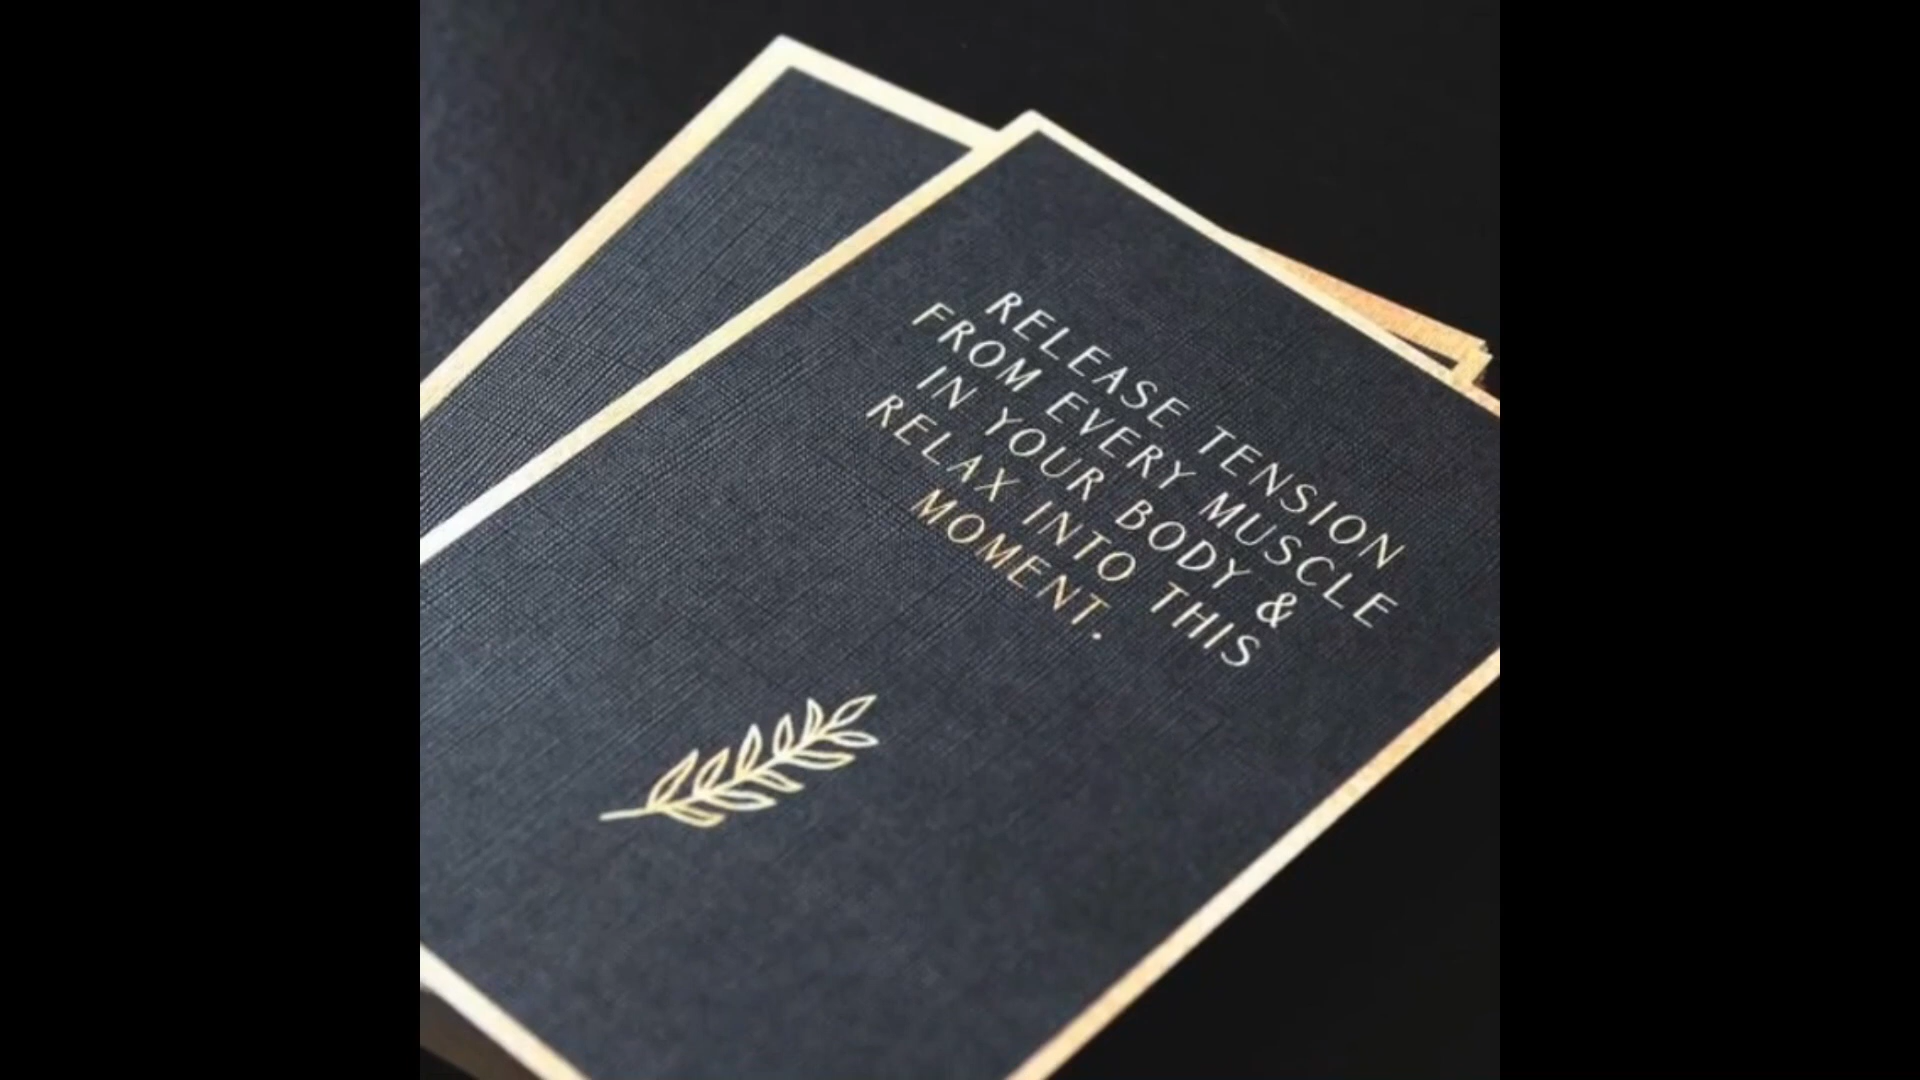 RELEASE TENSION
FROM EVERY MUSCLE
IN YOUR BODY &
RELAX INTO THIS
MOMENT.